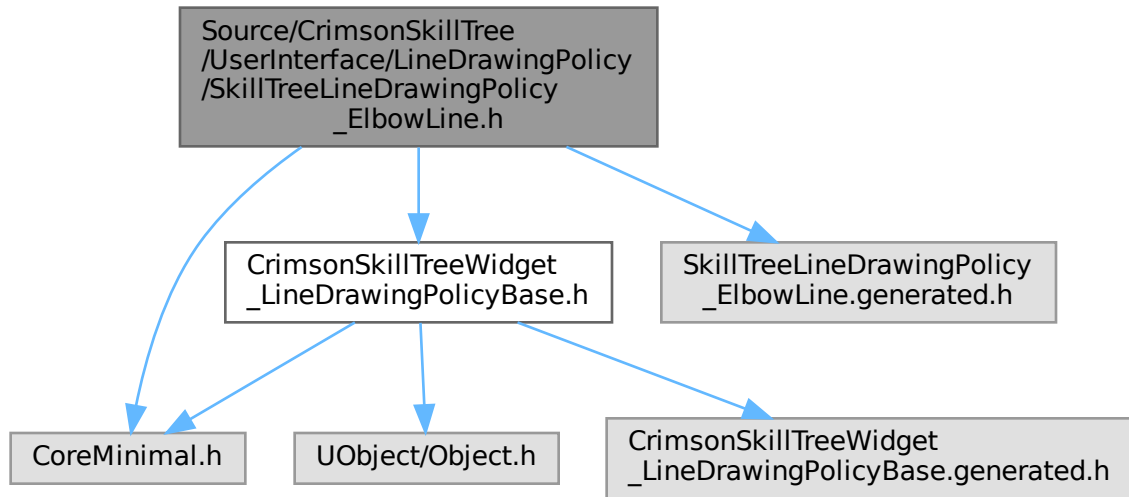 Source/CrimsonSkillTree
/UserInterface/LineDrawingPolicy
/SkillTreeLineDrawingPolicy
_ElbowLine.h
CrimsonSkillTreeWidget
_LineDrawingPolicyBase.h
SkillTreeLineDrawingPolicy
_ElbowLine.generated.h
CoreMinimal.h
UObject/Object.h
CrimsonSkillTreeWidget
_LineDrawingPolicyBase.generated.h